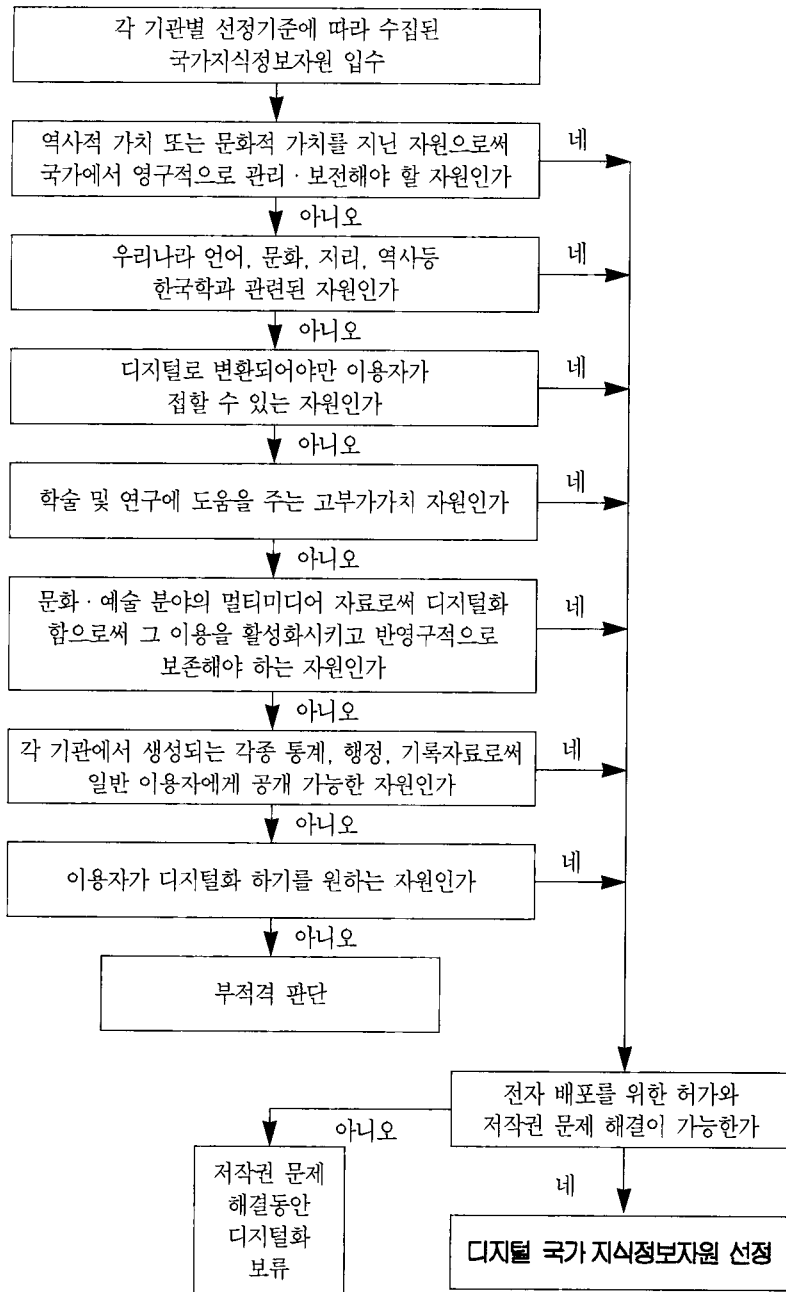 각 기관별 선정기준에 따라 수집된
국가지식정보자원 입수
역사적 가치 또는 문화적 가치를 지닌 자원으로써
국가에서 영구적으로 관리·보전해야 할 자원인가
네
아니오
우리나라 언어, 문화, 지리, 역사등
한국학과 관련된 자원인가
네
아니오
디지털로 변환되어야만 이용자가
접할 수 있는 자원인가
네
아니오
학술 및 연구에 도움을 주는 고부가가치 자원인가
네
아니오
문화·예술 분야의 멀티미디어 자료로써 디지털화
함으로써 그 이용을 활성화시키고 반영구적으로
보존해야 하는 자원인가
네
아니오
각 기관에서 생성되는 각종 통계, 행정, 기록자료로써
일반 이용자에게 공개 가능한 자원인가
네
아니오
이용자가 디지털화 하기를 원하는 자원인가
네
아니오
부적격 판단
전자 배포를 위한 허가와
저작권 문제 해결이 가능한가
아니오
저작권 문제
해결동안
디지털화
보류
네
디지털 국가 지식정보자원 선정